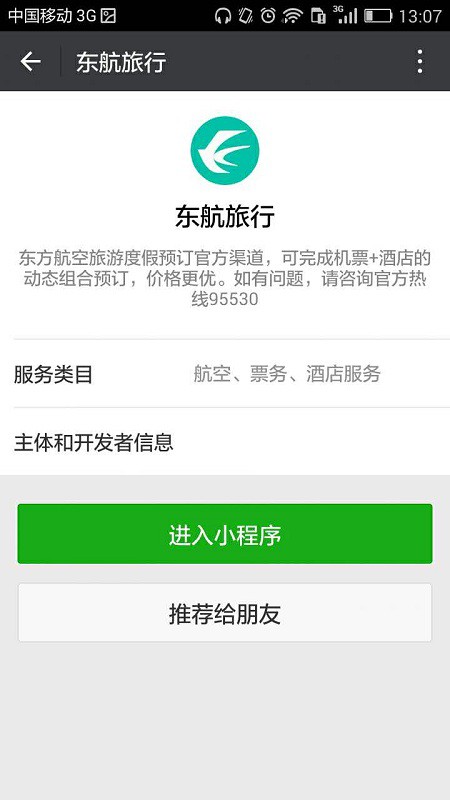 中国移动 3G 3G 13:07
东航旅行
东航旅行
东方航空旅游度假预订官方渠道，可完成机票+酒店的
动态组合预订，价格更优。如有问题，请咨询官方热
线95530
服务类目 航空、票务、酒店服务
主体和开发者信息
进入小程序
推荐给朋友